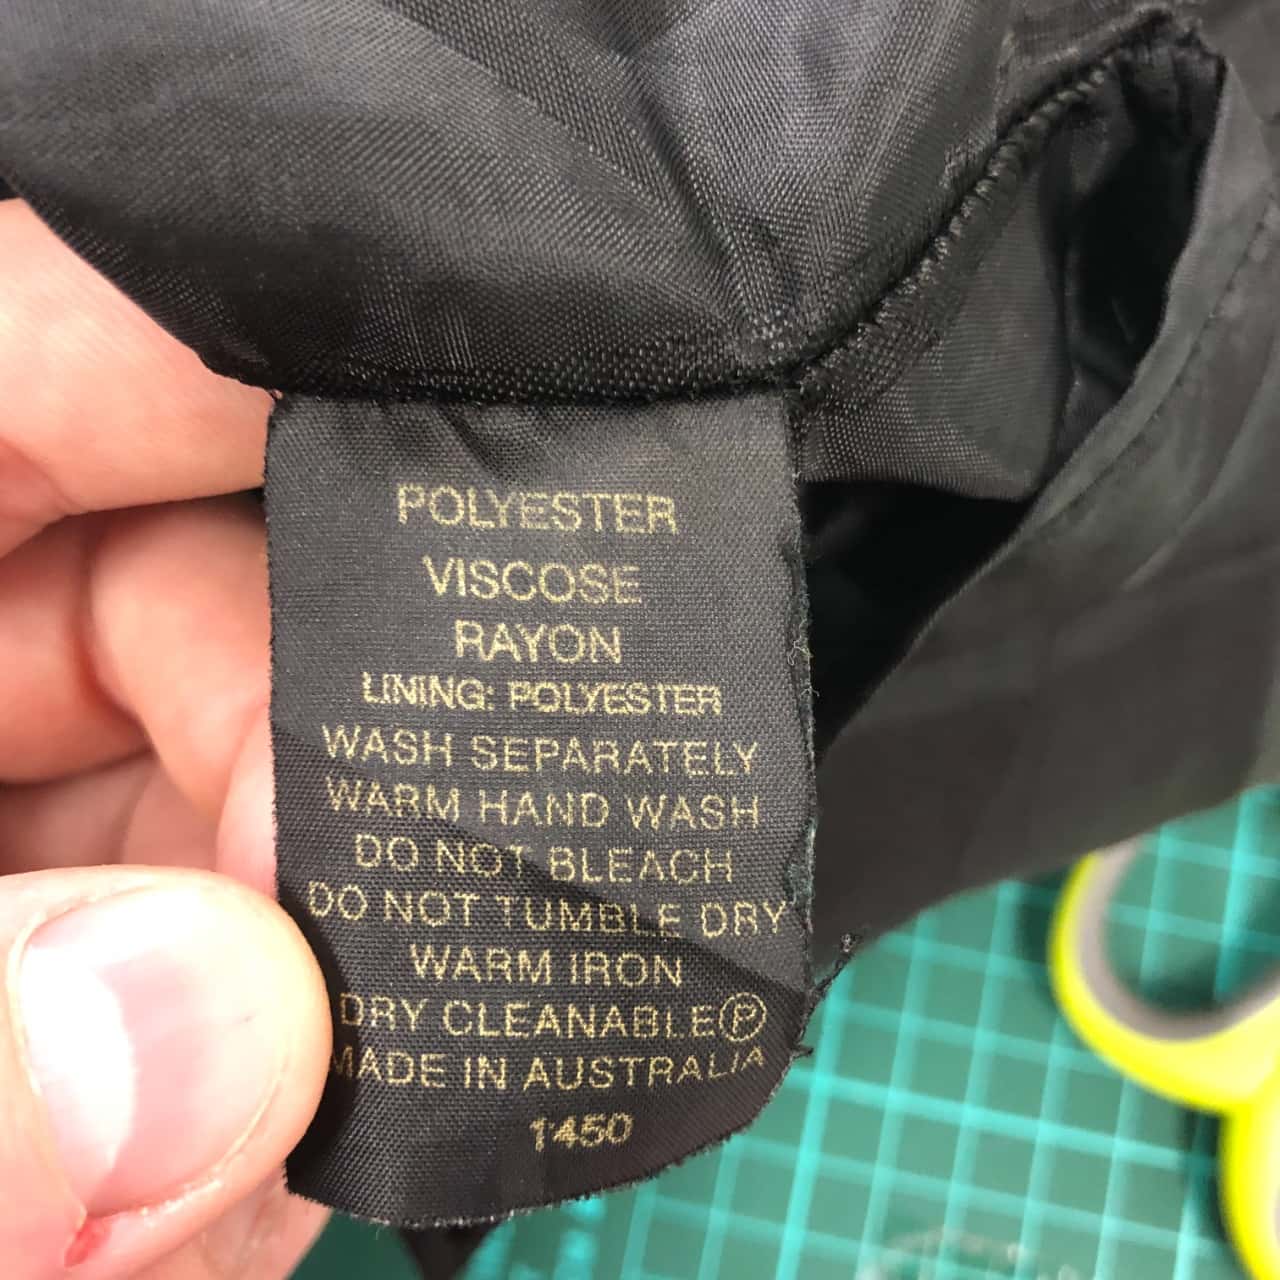 POLYESTER
VISCOSE
RAYON
LINING: POLYESTER
WASH SEPARATELY
WARM HAND WASH
DO NOT BLEACH
DO NOT TUMBLE DRY
WARM IRON
DRY CLEANABLE Ⓟ
MADE IN AUSTRALIA
1450